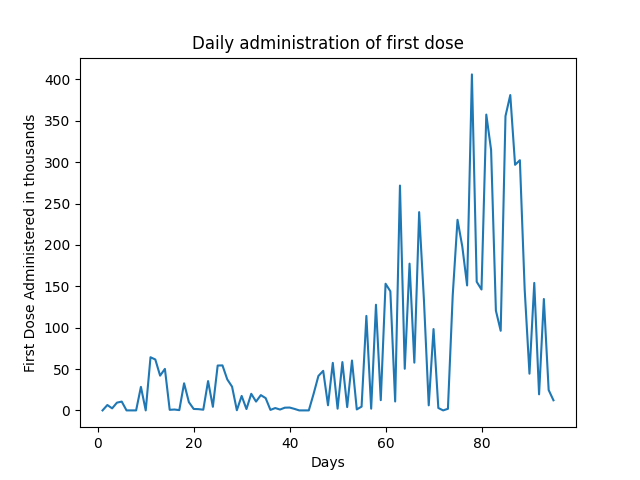 Daily administration of first dose
First Dose Administered in thousands
400
350
300
250
200
150
100
50
0
0 20 40 60 80
Days